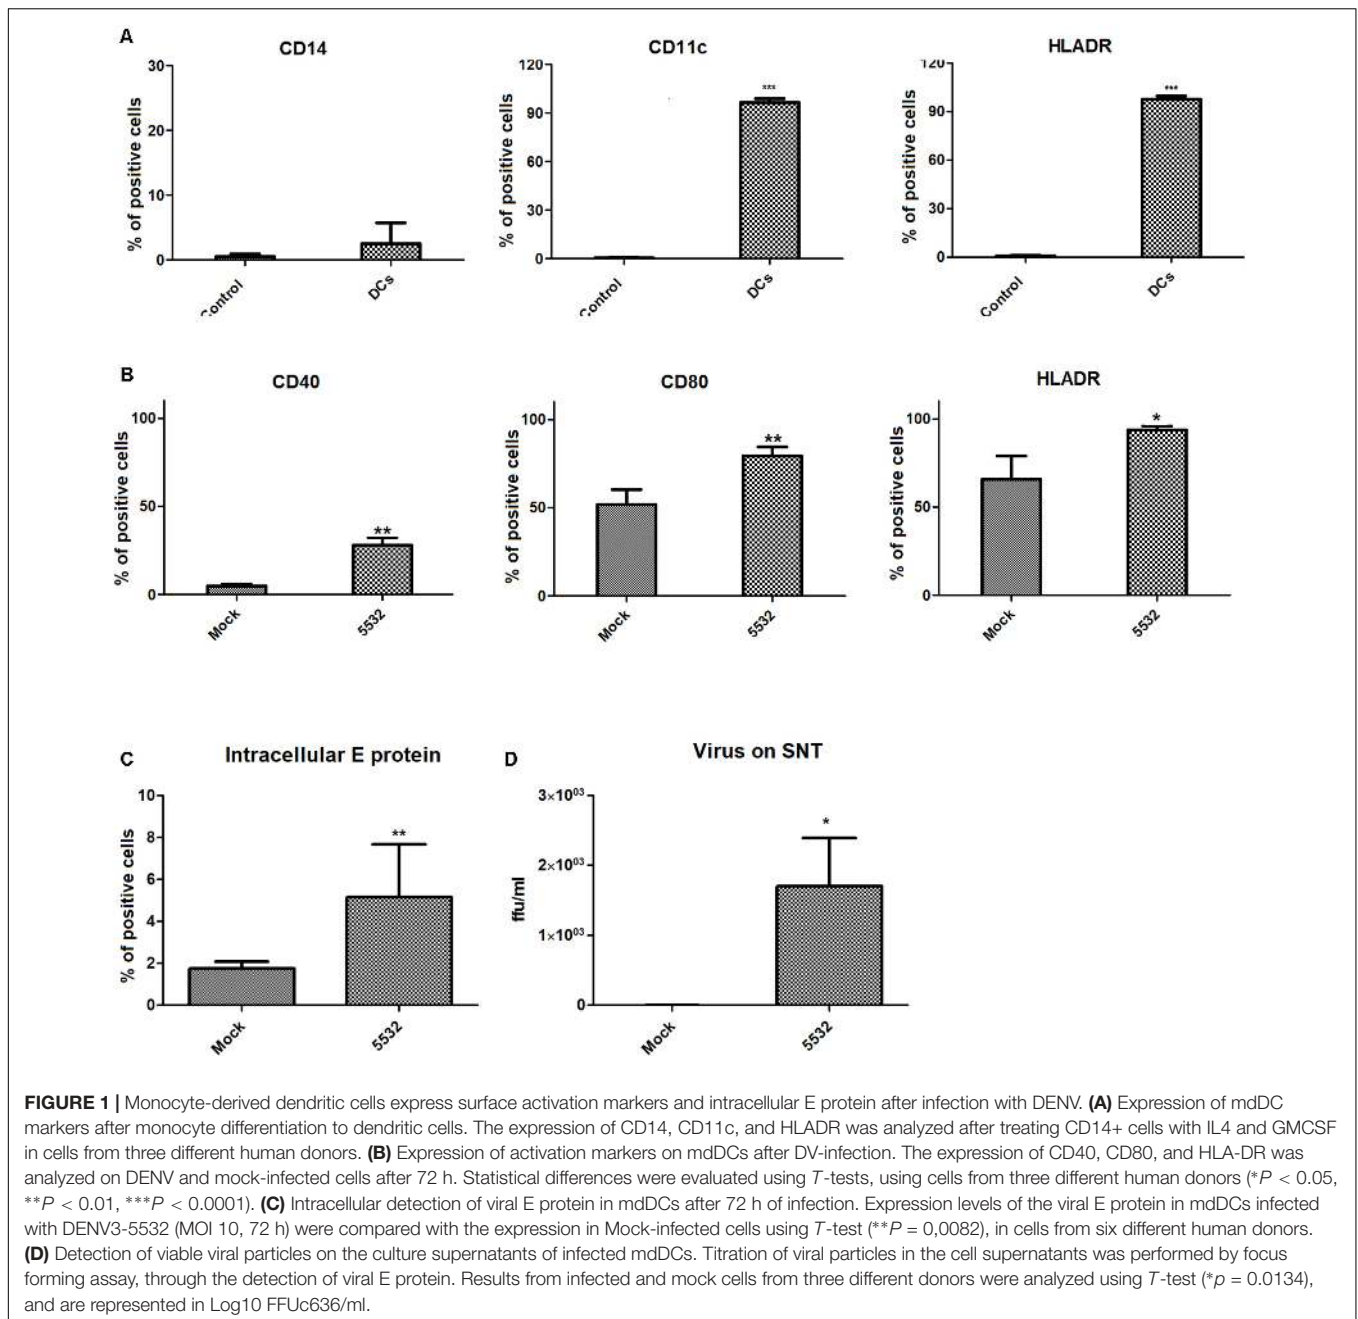 A
CD14
CD11c
HLADR
% of positive cells
30
20
10
0
Control
DCs
% of positive cells
120
90
60
30
0
***
Control
DCs
% of positive cells
120
90
60
30
0
***
Control
DCs
B
CD40
CD80
HLADR
% of positive cells
100
50
0
**
Mock
5532
% of positive cells
100
50
0
**
Mock
5532
% of positive cells
100
50
0
*
Mock
5532
C
Intracellular E protein
% of positive cells
10
8
6
4
2
0
**
Mock
5532
D
Virus on SNT
ffu/ml
3×10⁰³
2×10⁰³
1×10⁰³
0
*
Mock
5532
FIGURE 1 | Monocyte-derived dendritic cells express surface activation markers and intracellular E protein after infection with DENV. (A) Expression of mdDC
markers after monocyte differentiation to dendritic cells. The expression of CD14, CD11c, and HLADR was analyzed after treating CD14+ cells with IL4 and GMCSF
in cells from three different human donors. (B) Expression of activation markers on mdDCs after DV-infection. The expression of CD40, CD80, and HLA-DR was
analyzed on DENV and mock-infected cells after 72 h. Statistical differences were evaluated using T-tests, using cells from three different human donors (*P < 0.05,
**P < 0.01, ***P < 0.0001). (C) Intracellular detection of viral E protein in mdDCs after 72 h of infection. Expression levels of the viral E protein in mdDCs infected
with DENV3-5532 (MOI 10, 72 h) were compared with the expression in Mock-infected cells using T-test (**P = 0,0082), in cells from six different human donors.
(D) Detection of viable viral particles on the culture supernatants of infected mdDCs. Titration of viral particles in the cell supernatants was performed by focus
forming assay, through the detection of viral E protein. Results from infected and mock cells from three different donors were analyzed using T-test (*p = 0.0134),
and are represented in Log10 FFUc636/ml.